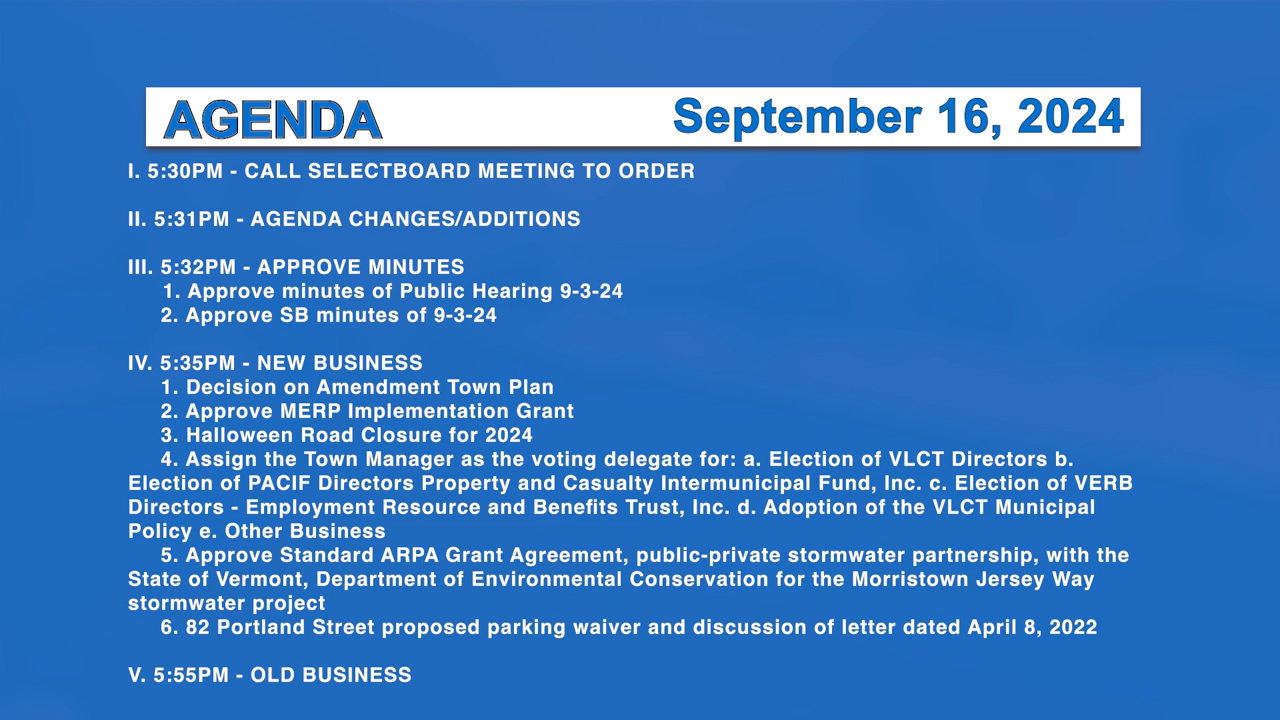 AGENDA September 16, 2024
I. 5:30PM - CALL SELECTBOARD MEETING TO ORDER
II. 5:31PM - AGENDA CHANGES/ADDITIONS
III. 5:32PM - APPROVE MINUTES
1. Approve minutes of Public Hearing 9-3-24
2. Approve SB minutes of 9-3-24
IV. 5:35PM - NEW BUSINESS
1. Decision on Amendment Town Plan
2. Approve MERP Implementation Grant
3. Halloween Road Closure for 2024
4. Assign the Town Manager as the voting delegate for: a. Election of VLCT Directors b.
Election of PACIF Directors Property and Casualty Intermunicipal Fund, Inc. c. Election of VERB
Directors - Employment Resource and Benefits Trust, Inc. d. Adoption of the VLCT Municipal
Policy e. Other Business
5. Approve Standard ARPA Grant Agreement, public-private stormwater partnership, with the
State of Vermont, Department of Environmental Conservation for the Morristown Jersey Way
stormwater project
6. 82 Portland Street proposed parking waiver and discussion of letter dated April 8, 2022
V. 5:55PM - OLD BUSINESS